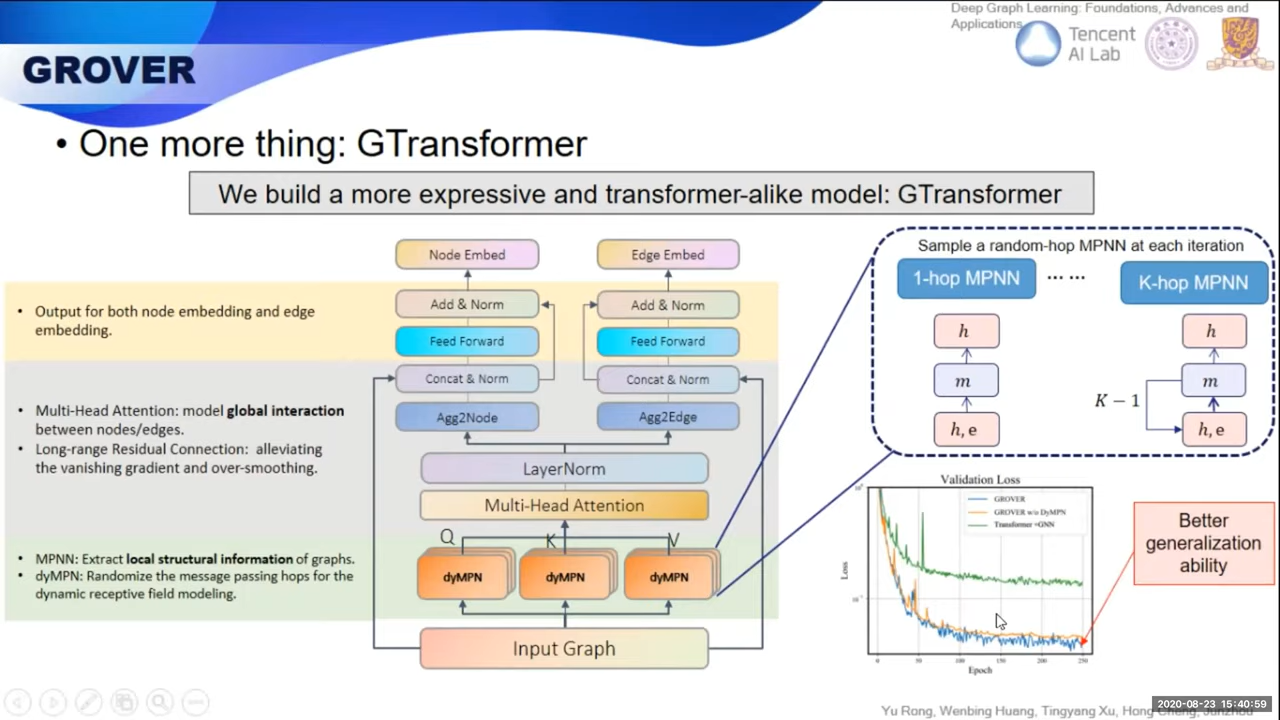 Deep Graph Learning: Foundations, Advances and
Applications
Tencent
AI Lab
GROVER
• One more thing: GTransformer
We build a more expressive and transformer-alike model: GTransformer
• Output for both node embedding and edge
embedding.
• Multi-Head Attention: model global interaction
between nodes/edges.
• Long-range Residual Connection: alleviating
the vanishing gradient and over-smoothing.
• MPNN: Extract local structural information of graphs.
• dyMPN: Randomize the message passing hops for the
dynamic receptive field modeling.
Node Embed
Edge Embed
Add & Norm
Add & Norm
Feed Forward
Feed Forward
Concat & Norm
Concat & Norm
Agg2Node
Agg2Edge
LayerNorm
Multi-Head Attention
Q
K
V
dyMPN
dyMPN
dyMPN
Input Graph
Sample a random-hop MPNN at each iteration
1-hop MPNN
... ...
K-hop MPNN
h
h
m
m
K − 1
h, e
h, e
Validation Loss
GROVER
GROVER w/o DyMPN
Transformer +GNN
Loss
0
50
100
150
200
250
Epoch
Better
generalization
ability
2020-08-23 15:40:59
Yu Rong, Wenbing Huang, Tingyang Xu, Hong Cheng, Junzhou